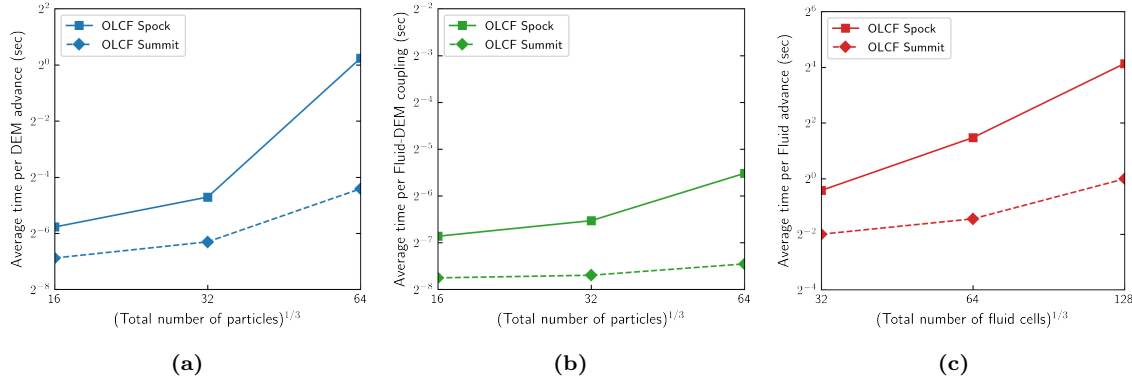 OLCF Spock
OLCF Summit
Average time per DEM advance (sec)
2^2
2^0
2^−2
2^−4
2^−6
2^−8
16
32
64
(Total number of particles)^1/3
(a)
OLCF Spock
OLCF Summit
Average time per Fluid-DEM coupling (sec)
2^−2
2^−3
2^−4
2^−5
2^−6
2^−7
2^−8
16
32
64
(Total number of particles)^1/3
(b)
OLCF Spock
OLCF Summit
Average time per Fluid advance (sec)
2^6
2^4
2^2
2^0
2^−2
2^−4
32
64
128
(Total number of fluid cells)^1/3
(c)